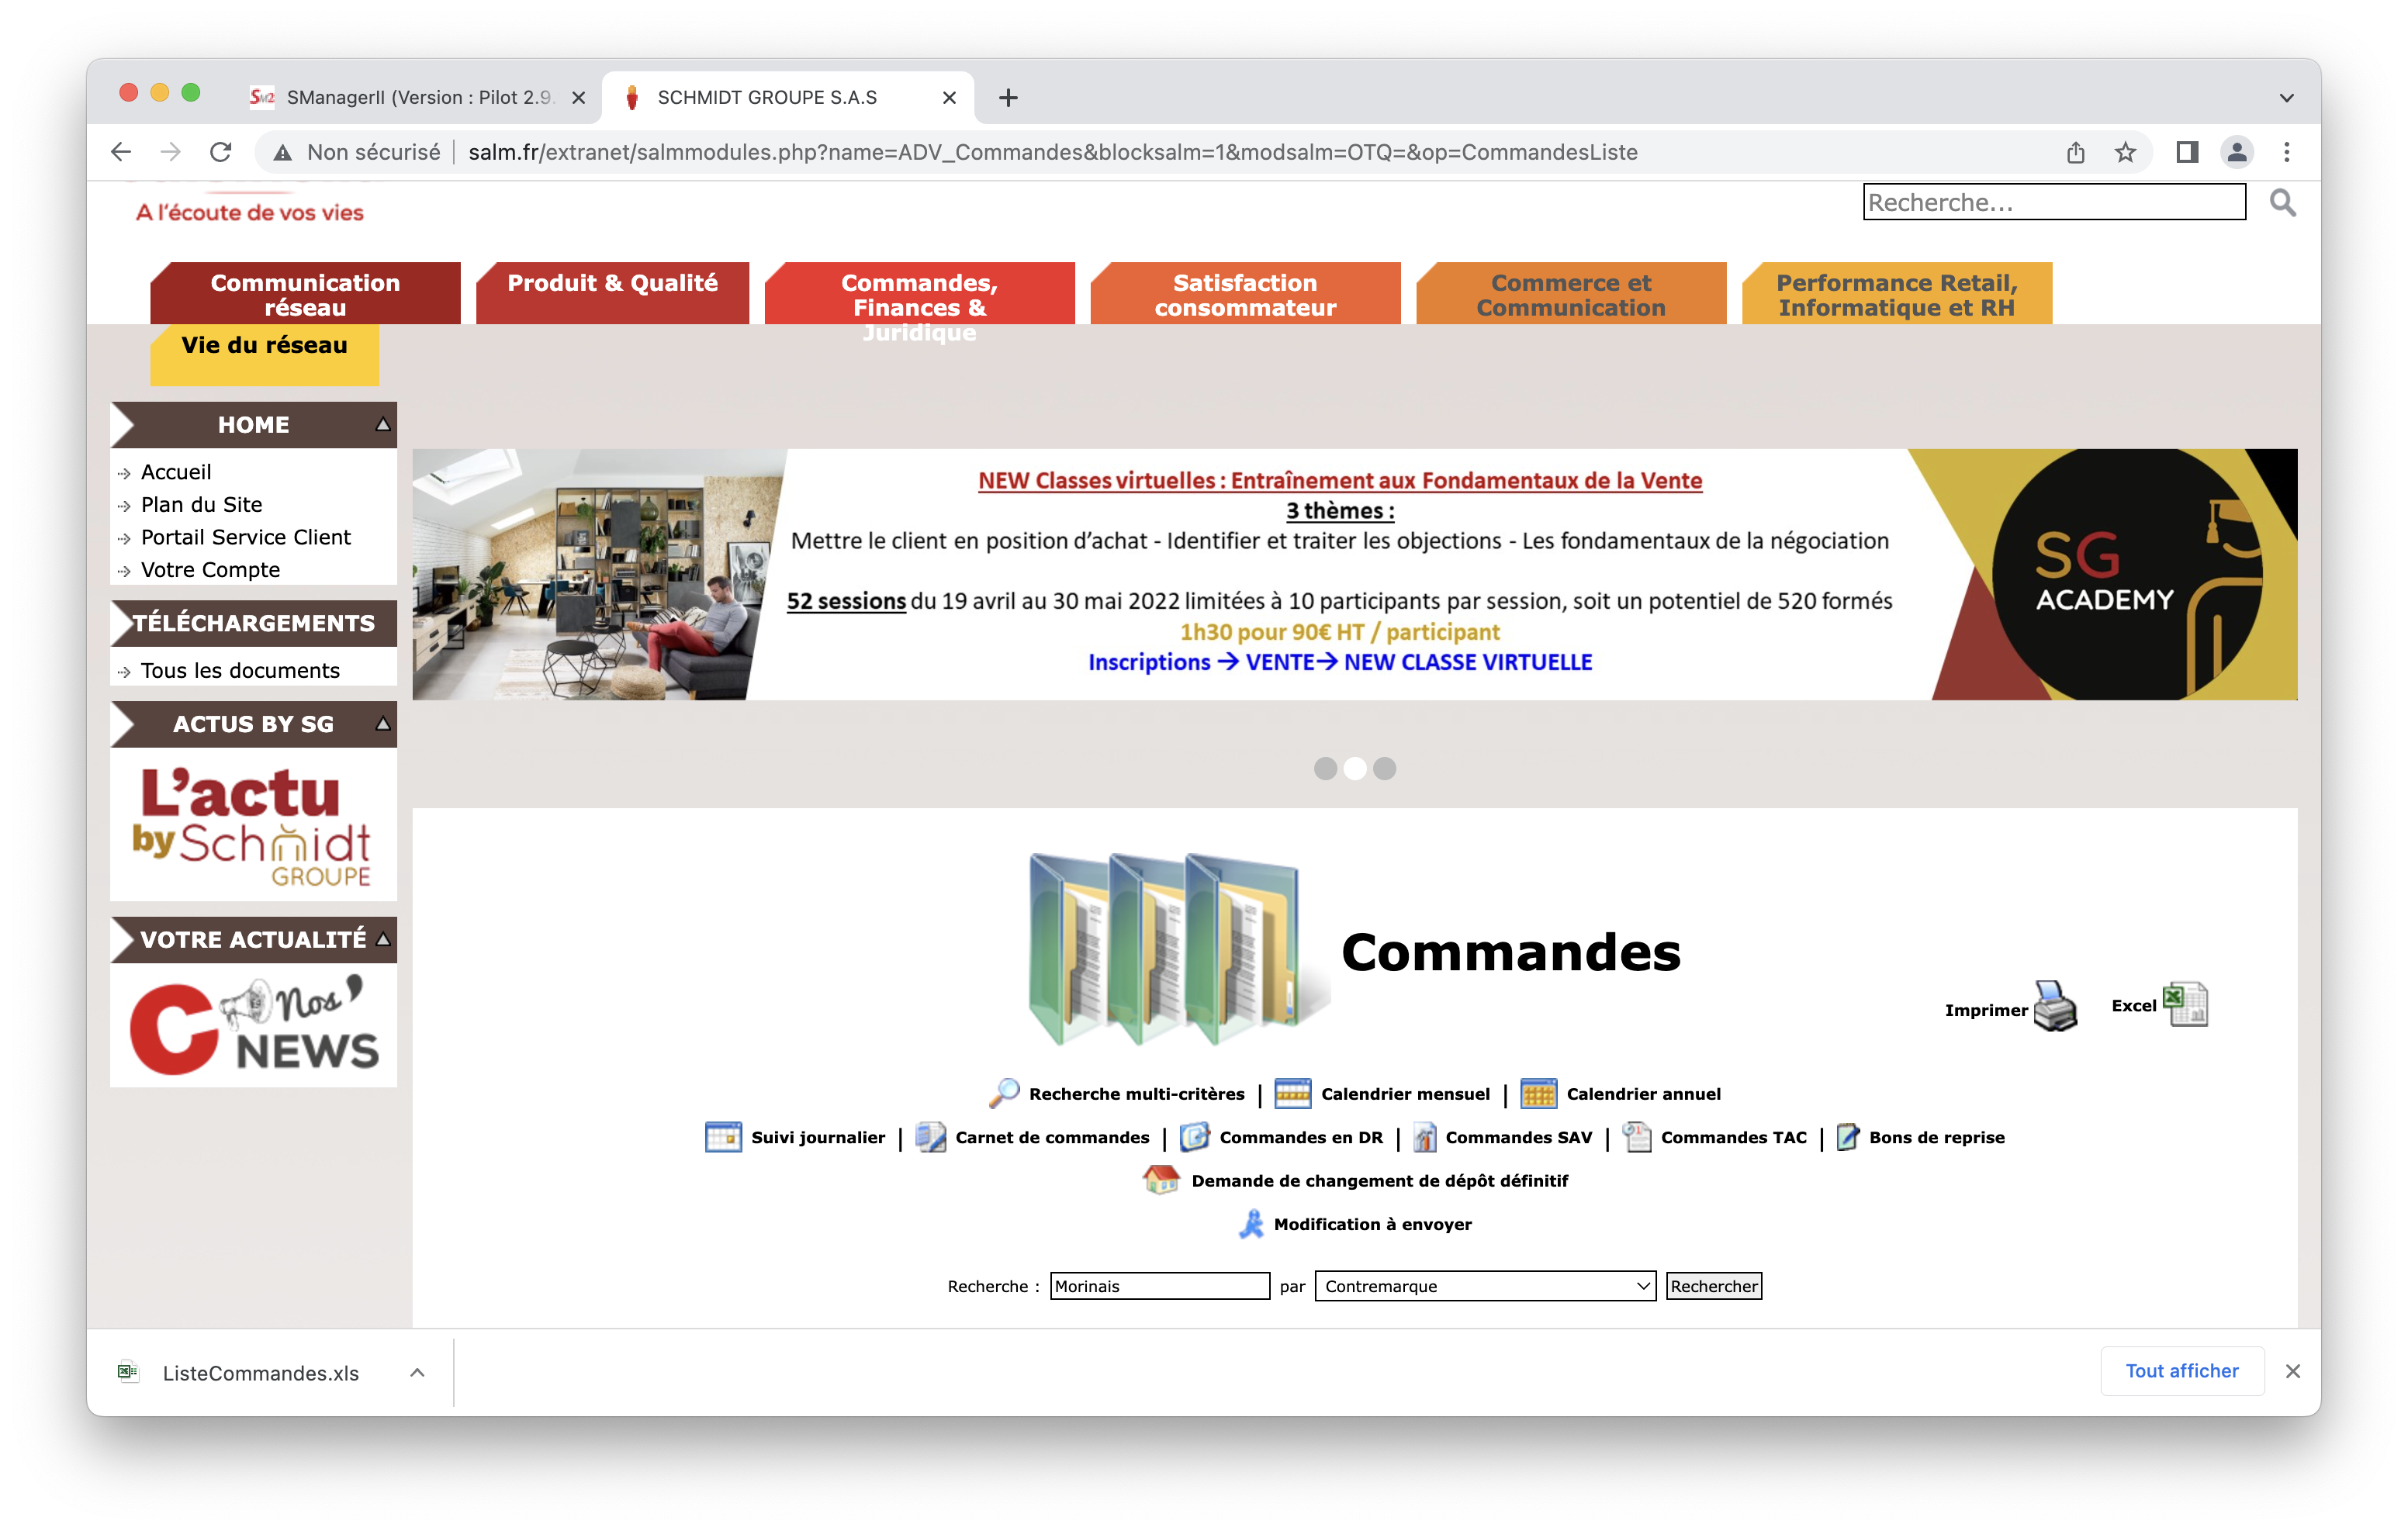 SManagerII (Version : Pilot 2.9.
SCHMIDT GROUPE S.A.S
Non sécurisé
salm.fr/extranet/salmmodules.php?name=ADV_Commandes&blocksalm=1&modsalm=OTQ=&op=CommandesListe
A l'écoute de vos vies
Recherche...
Communication réseau
Produit & Qualité
Commandes, Finances & Juridique
Satisfaction consommateur
Commerce et Communication
Performance Retail, Informatique et RH
Vie du réseau
HOME
Accueil
Plan du Site
Portail Service Client
Votre Compte
TÉLÉCHARGEMENTS
Tous les documents
ACTUS BY SG
L'actu
by Schmidt
GROUPE
VOTRE ACTUALITÉ
C Nos'
NEWS
NEW Classes virtuelles : Entraînement aux Fondamentaux de la Vente
3 thèmes :
Mettre le client en position d'achat - Identifier et traiter les objections - Les fondamentaux de la négociation
52 sessions du 19 avril au 30 mai 2022 limitées à 10 participants par session, soit un potentiel de 520 formés
1h30 pour 90€ HT / participant
Inscriptions → VENTE→ NEW CLASSE VIRTUELLE
SG
ACADEMY
Commandes
Imprimer
Excel
Recherche multi-critères | Calendrier mensuel | Calendrier annuel
Suivi journalier | Carnet de commandes | Commandes en DR | Commandes SAV | Commandes TAC | Bons de reprise
Demande de changement de dépôt définitif
Modification à envoyer
Recherche : Morinais par Contremarque Rechercher
ListeCommandes.xls
Tout afficher